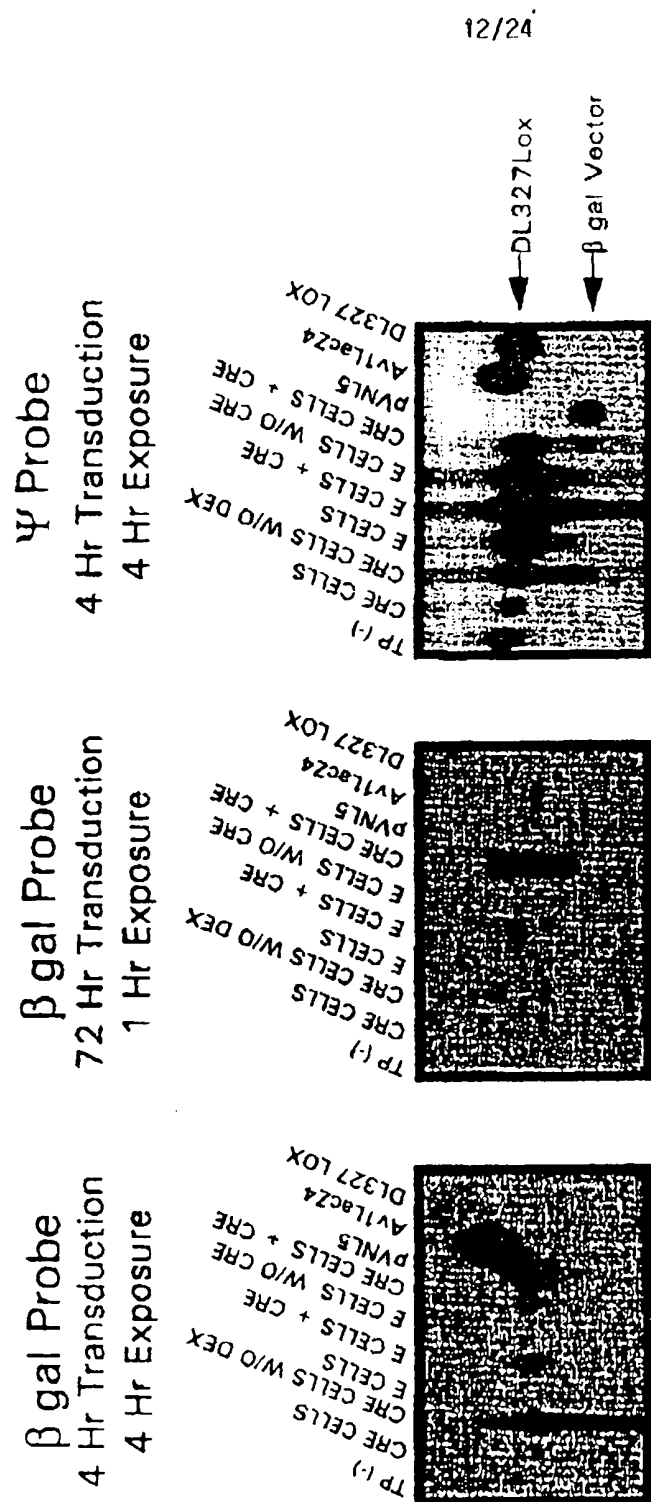 12/24
β gal Probe
4 Hr Transduction
4 Hr Exposure
TP (-)
CRE CELLS
CRE CELLS W/O DEX
E CELLS
E CELLS + CRE
E CELLS W/O CRE
CRE CELLS + CRE
pVNL5
Av1LacZ4
DL327 LOX
β gal Probe
72 Hr Transduction
1 Hr Exposure
TP (-)
CRE CELLS
CRE CELLS W/O DEX
E CELLS
E CELLS + CRE
E CELLS W/O CRE
CRE CELLS + CRE
pVNL5
Av1LacZ4
DL327 LOX
Ψ Probe
4 Hr Transduction
4 Hr Exposure
TP (-)
CRE CELLS
CRE CELLS W/O DEX
E CELLS
E CELLS + CRE
E CELLS W/O CRE
CRE CELLS + CRE
pVNL5
Av1LacZ4
DL327 LOX
DL327Lox
β gal Vector